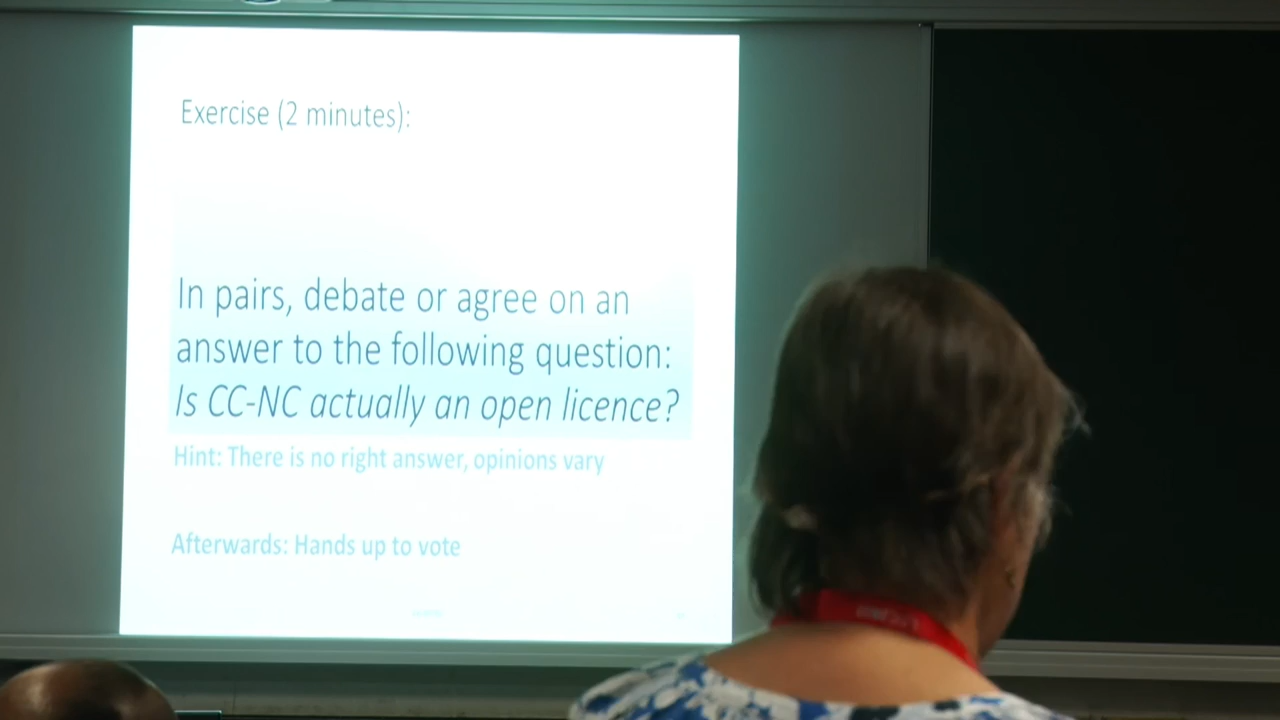 Exercise (2 minutes):
In pairs, debate or agree on an
answer to the following question:
Is CC-NC actually an open licence?
Hint: There is no right answer, opinions vary
Afterwards: Hands up to vote